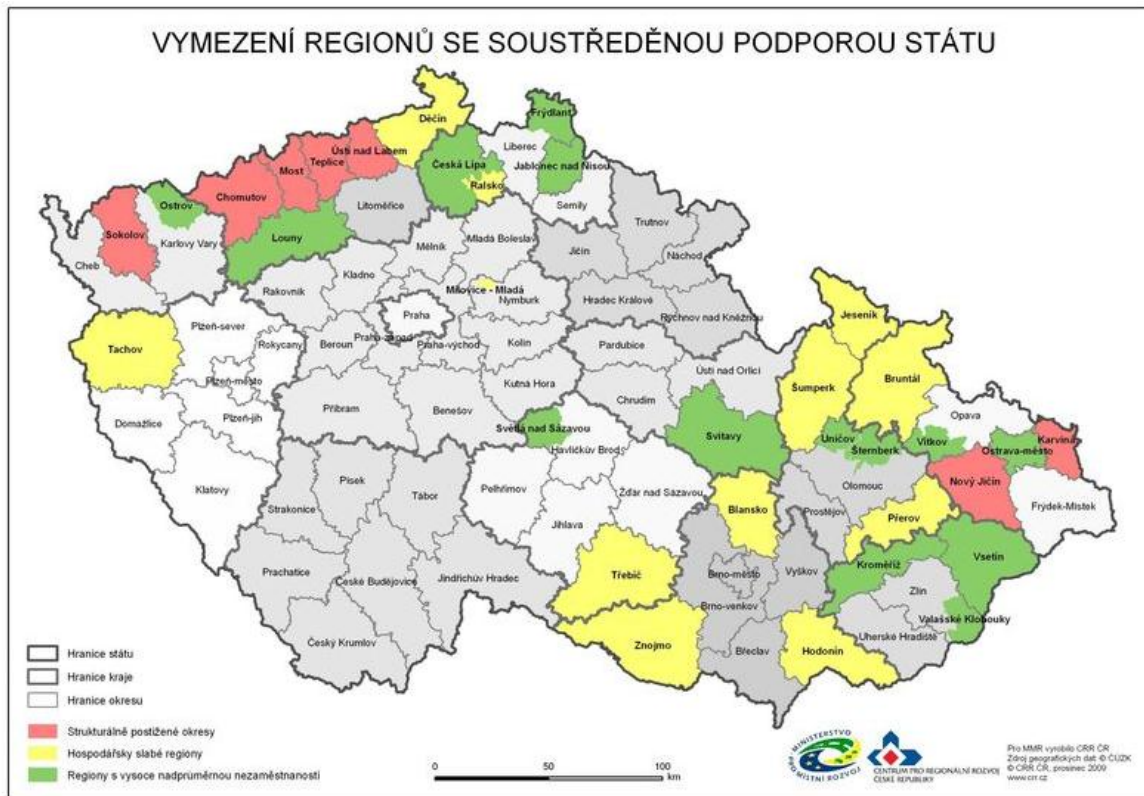 VYMEZENÍ REGIONŮ SE SOUSTŘEDĚNOU PODPOROU STÁTU
Děčín
Frýdlant
Ústí nad Labem
Liberec
Teplice
Most
Česká Lípa
Jablonec nad Nisou
Ralsko
Chomutov
Ostrov
Litoměřice
Semily
Trutnov
Sokolov
Karlovy Vary
Louny
Mělník
Mladá Boleslav
Jičín
Náchod
Cheb
Kladno
Rakovník
Milovice - Mladá
Nymburk
Hradec Králové
Rychnov nad Kněžnou
Jeseník
Praha
Plzeň-sever
Rokycany
Beroun
Praha-západ
Praha-východ
Kolín
Pardubice
Tachov
Ústí nad Orlicí
Šumperk
Bruntál
Plzeň-město
Kutná Hora
Chrudim
Příbram
Benešov
Opava
Domažlice
Plzeň-jih
Světlá nad Sázavou
Svitavy
Uničov
Šternberk
Vítkov
Karviná
Ostrava-město
Havlíčkův Brod
Klatovy
Písek
Tábor
Pelhřimov
Žďár nad Sázavou
Olomouc
Nový Jičín
Frýdek-Místek
Strakonice
Jihlava
Blansko
Prostějov
Přerov
Vsetín
Kroměříž
Prachatice
České Budějovice
Jindřichův Hradec
Třebíč
Brno-město
Vyškov
Zlín
Brno-venkov
Valašské Klobouky
Uherské Hradiště
Český Krumlov
Znojmo
Břeclav
Hodonín
Hranice státu
Hranice kraje
Hranice okresu
Strukturálně postižené okresy
Hospodářsky slabé regiony
Regiony s vysoce nadprůměrnou nezaměstnaností
0 50 100
km
MINISTERSTVO
PRO MÍSTNÍ ROZVOJ
CENTRUM PRO REGIONÁLNÍ ROZVOJ
ČESKÉ REPUBLIKY
Pro MMR vyrobilo CRR ČR
Zdroj geografických dat © ČÚZK
© CRR ČR, prosinec 2009
www.crr.cz